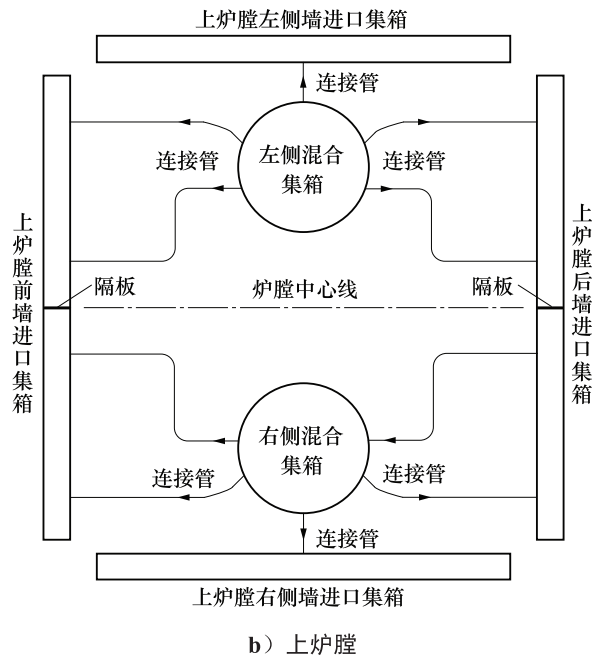 上炉膛左侧墙进口集箱
连接管
连接管
左侧混合
集箱
连接管
上炉膛前墙进口集箱
上炉膛后墙进口集箱
隔板
炉膛中心线
隔板
右侧混合
集箱
连接管
连接管
连接管
上炉膛右侧墙进口集箱
b）上炉膛